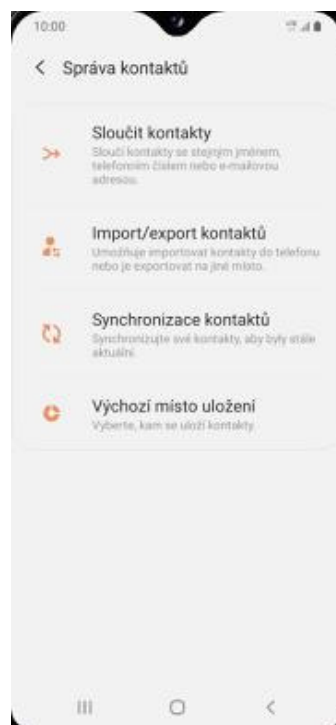 10:00
Správa kontaktů
Sloučit kontakty
Sloučí kontakty se stejným jménem,
telefonním číslem nebo e-mailovou
adresou.
Import/export kontaktů
Umožňuje importovat kontakty do telefonu
nebo je exportovat na jiné místo.
Synchronizace kontaktů
Synchronizujte své kontakty, aby byly stále
aktuální.
Výchozí místo uložení
Vyberte, kam se uloží kontakty.